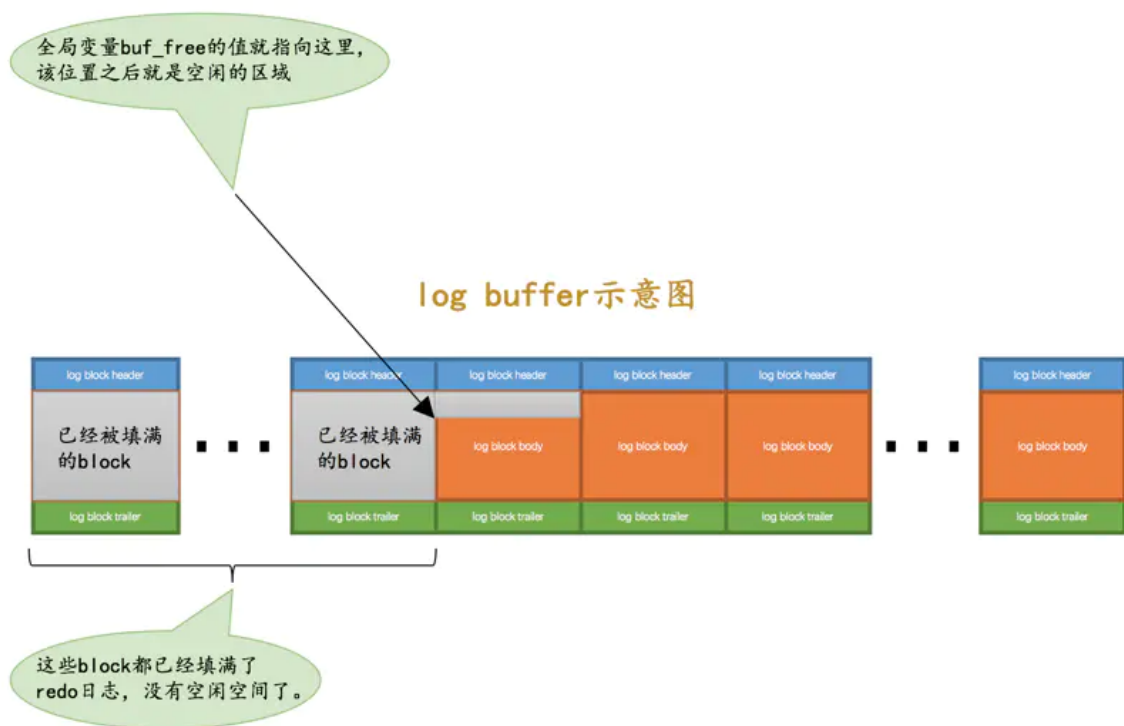 全局变量buf_free的值就指向这里，
该位置之后就是空闲的区域
log buffer示意图
log block header
log block header
log block header
log block header
log block header
log block header
已经被填满
的block
已经被填满
的block
log block body
log block body
log block body
log block body
log block trailer
log block trailer
log block trailer
log block trailer
log block trailer
log block trailer
这些block都已经填满了
redo日志，没有空闲空间了。